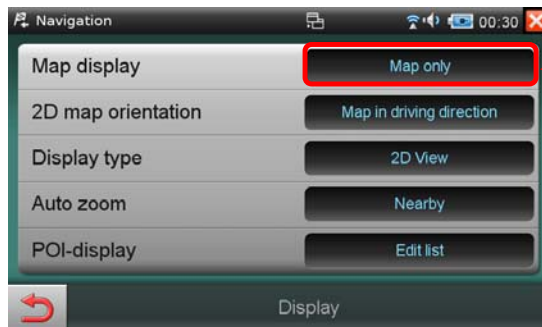 Navigation 00:30
Map display Map only
2D map orientation Map in driving direction
Display type 2D View
Auto zoom Nearby
POI-display Edit list
Display